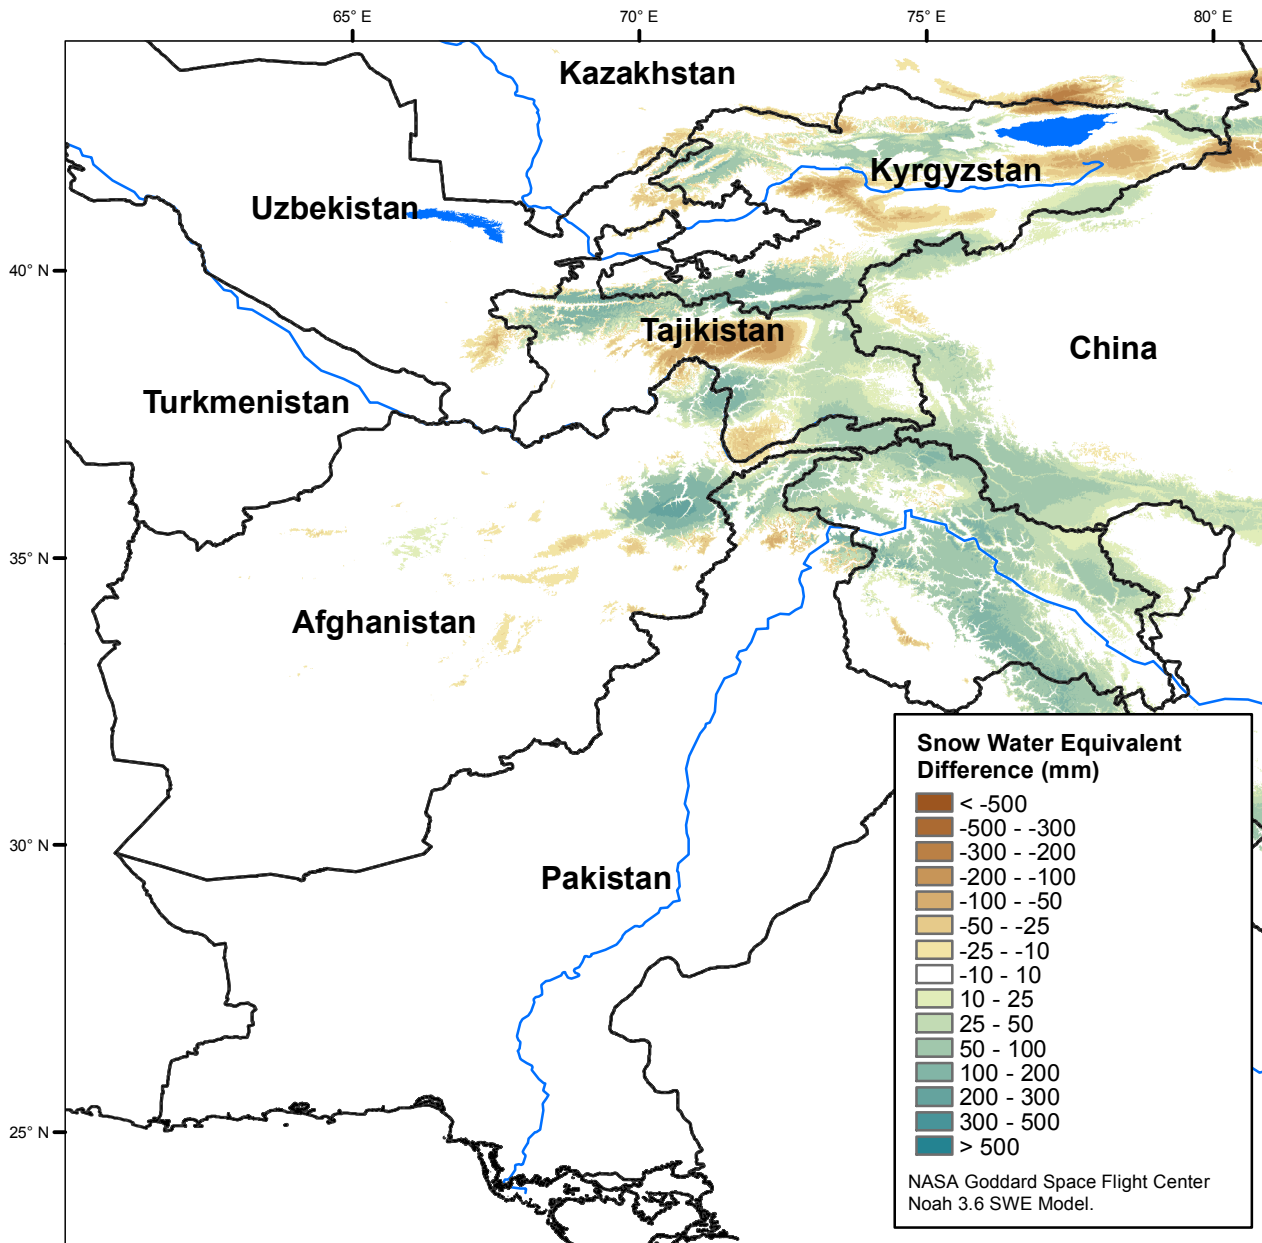 65° E
70° E
75° E
80° E
Kazakhstan
Kyrgyzstan
Uzbekistan
40° N
Tajikistan
China
Turkmenistan
35° N
Afghanistan
Snow Water Equivalent
Difference (mm)
< -500
-500 - -300
-300 - -200
-200 - -100
-100 - -50
-50 - -25
-25 - -10
-10 - 10
10 - 25
25 - 50
50 - 100
100 - 200
200 - 300
300 - 500
> 500
NASA Goddard Space Flight Center
Noah 3.6 SWE Model.
30° N
Pakistan
25° N